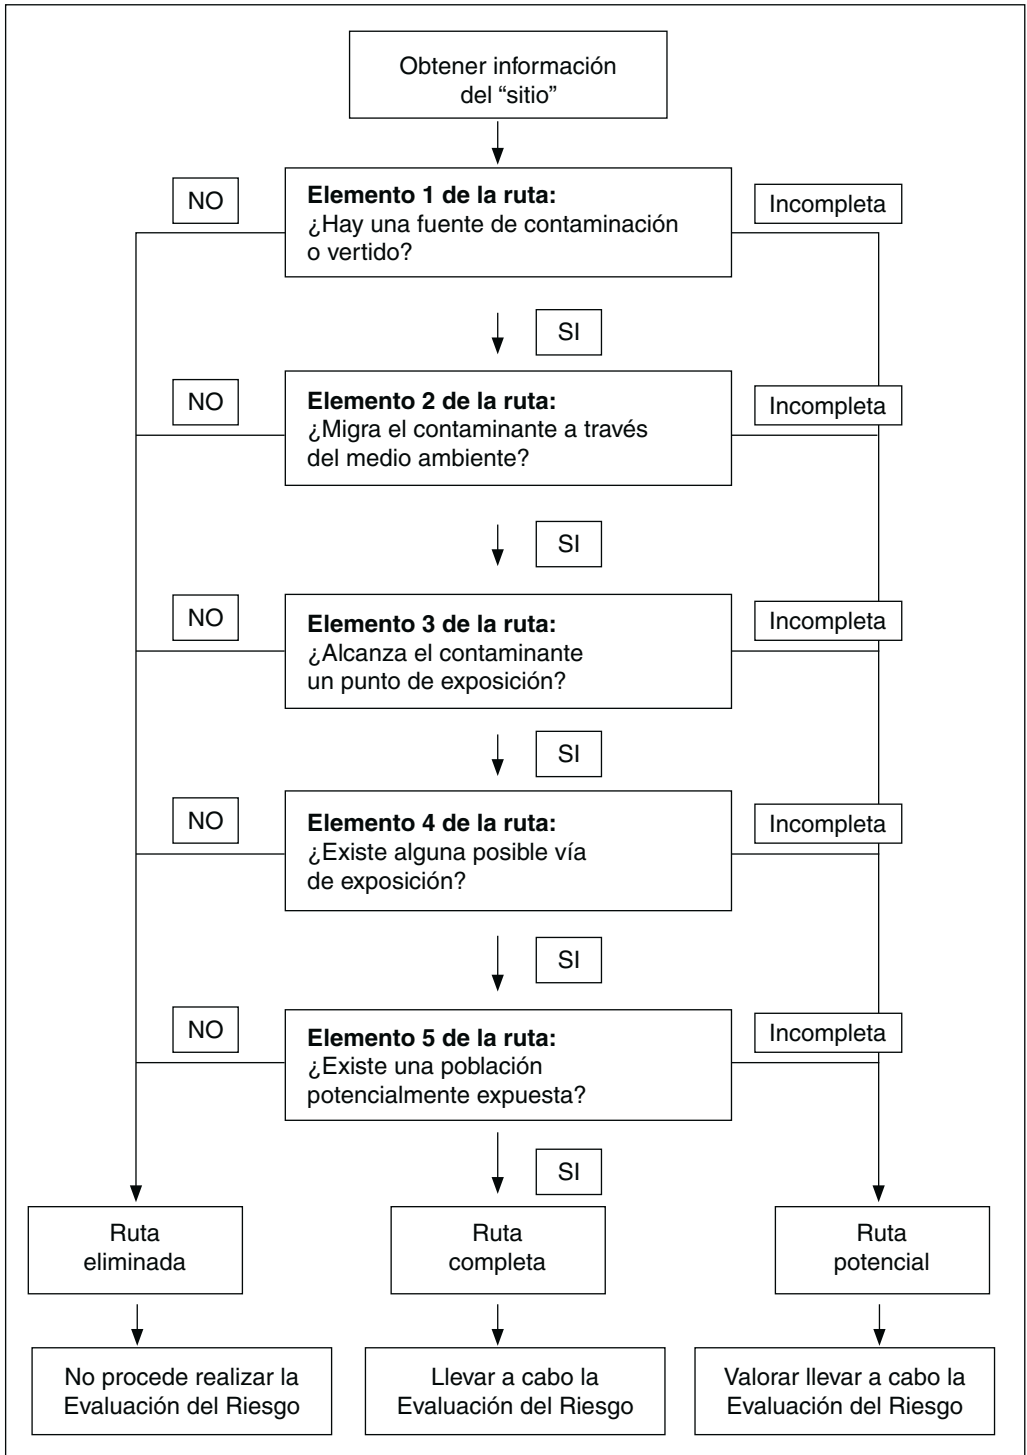 Obtener información
del “sitio”
NO
Elemento 1 de la ruta:
¿Hay una fuente de contaminación
o vertido?
Incompleta
SI
NO
Elemento 2 de la ruta:
¿Migra el contaminante a través
del medio ambiente?
Incompleta
SI
NO
Elemento 3 de la ruta:
¿Alcanza el contaminante
un punto de exposición?
Incompleta
SI
NO
Elemento 4 de la ruta:
¿Existe alguna posible vía
de exposición?
Incompleta
SI
NO
Elemento 5 de la ruta:
¿Existe una población
potencialmente expuesta?
Incompleta
SI
Ruta
eliminada
Ruta
completa
Ruta
potencial
No procede realizar la
Evaluación del Riesgo
Llevar a cabo la
Evaluación del Riesgo
Valorar llevar a cabo la
Evaluación del Riesgo